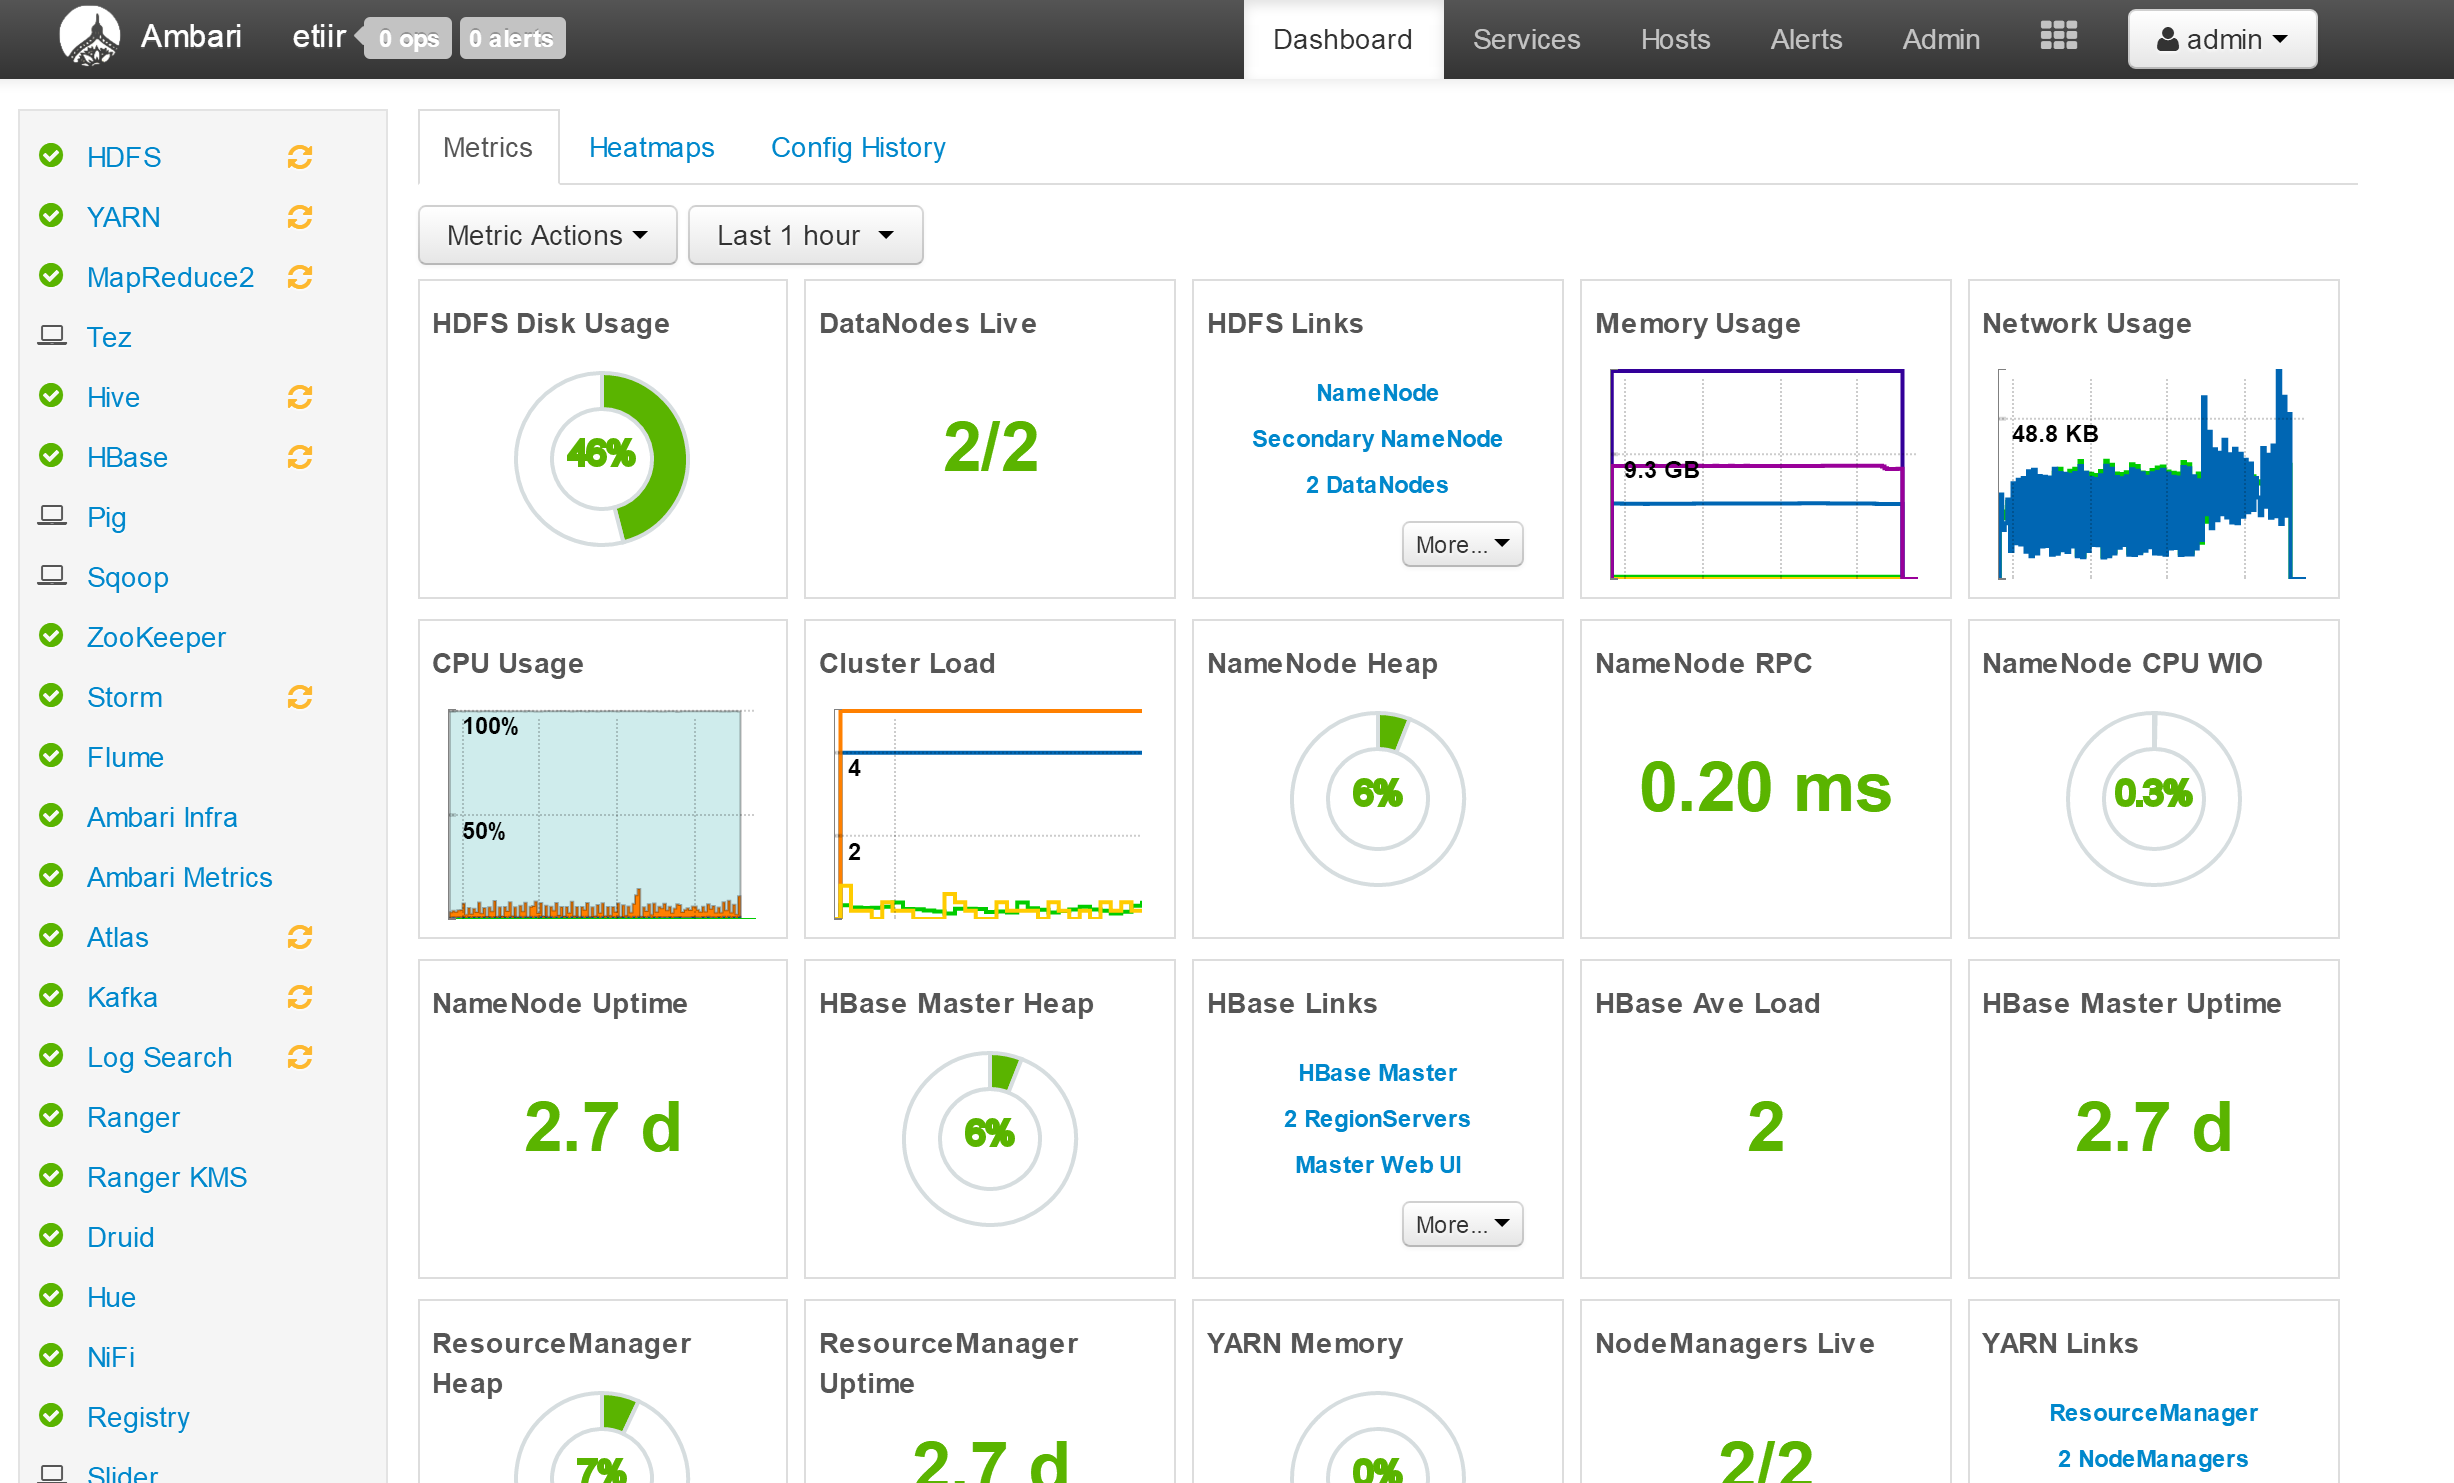 Ambari etiir 0 ops 0 alerts Dashboard Services Hosts Alerts Admin admin
HDFS
YARN
MapReduce2
Tez
Hive
HBase
Pig
Sqoop
ZooKeeper
Storm
Flume
Ambari Infra
Ambari Metrics
Atlas
Kafka
Log Search
Ranger
Ranger KMS
Druid
Hue
NiFi
Registry
Slider
Metrics Heatmaps Config History
Metric Actions Last 1 hour
HDFS Disk Usage
46%
DataNodes Live
2/2
HDFS Links
NameNode
Secondary NameNode
2 DataNodes
More...
Memory Usage
9.3 GB
Network Usage
48.8 KB
CPU Usage
100%
50%
Cluster Load
4
2
NameNode Heap
6%
NameNode RPC
0.20 ms
NameNode CPU WIO
0.3%
NameNode Uptime
2.7 d
HBase Master Heap
6%
HBase Links
HBase Master
2 RegionServers
Master Web UI
More...
HBase Ave Load
2
HBase Master Uptime
2.7 d
ResourceManager
Heap
7%
ResourceManager
Uptime
2.7 d
YARN Memory
0%
NodeManagers Live
2/2
YARN Links
ResourceManager
2 NodeManagers